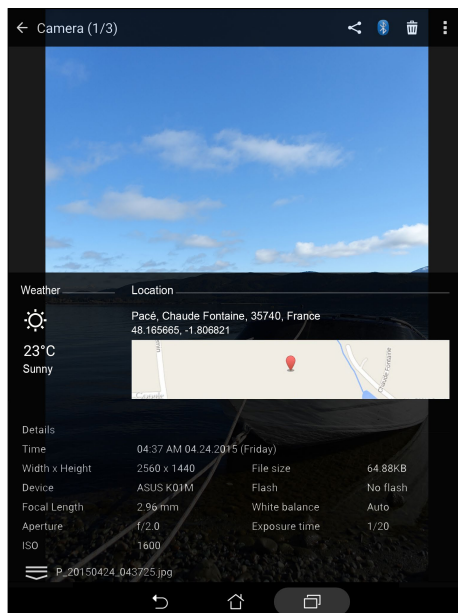 Camera (1/3)
Weather
Location
Pacé, Chaude Fontaine, 35740, France
48.165665, -1.806821
23°C
Sunny
Chaude Fontaine
Details
Time 04:37 AM 04.24.2015 (Friday)
Width x Height 2560 x 1440 File size 64.88KB
Device ASUS K01M Flash No flash
Focal Length 2.96 mm White balance Auto
Aperture f/2.0 Exposure time 1/20
ISO 1600
P_20150424_043725.jpg